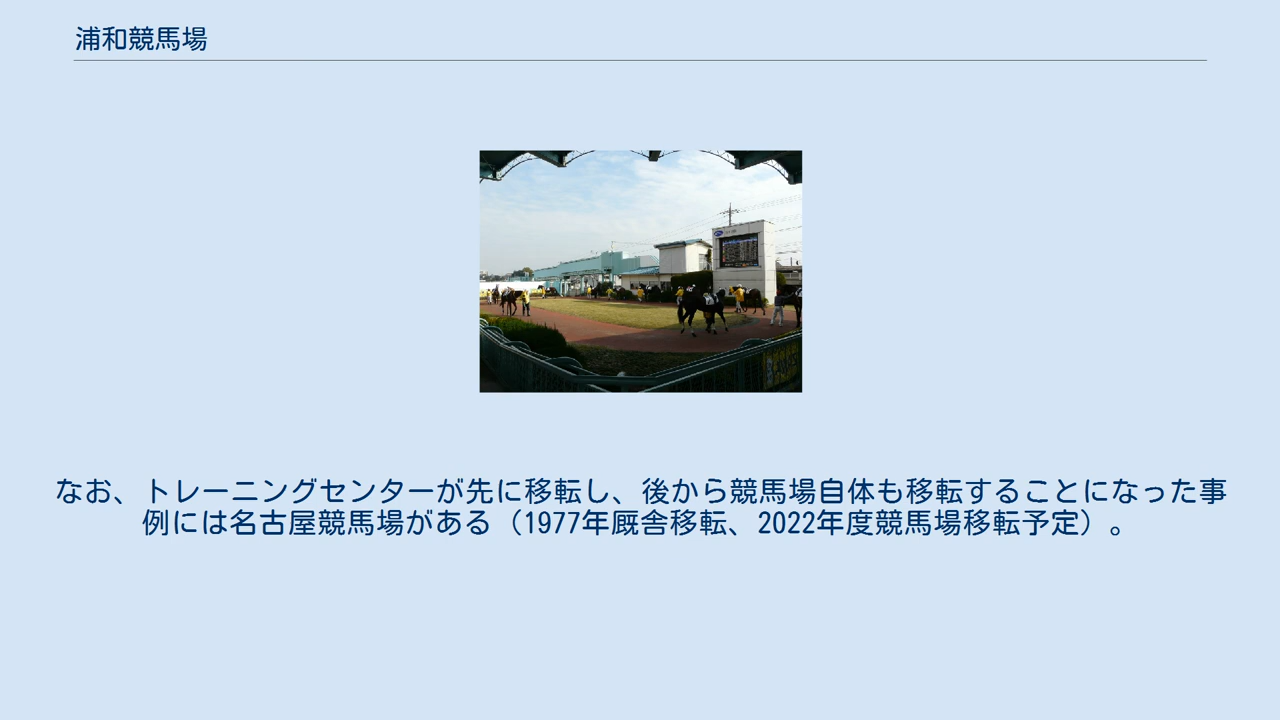 浦和競馬場
なお、トレーニングセンターが先に移転し、後から競馬場自体も移転することになった事
例には名古屋競馬場がある（1977年厩舎移転、2022年度競馬場移転予定）。